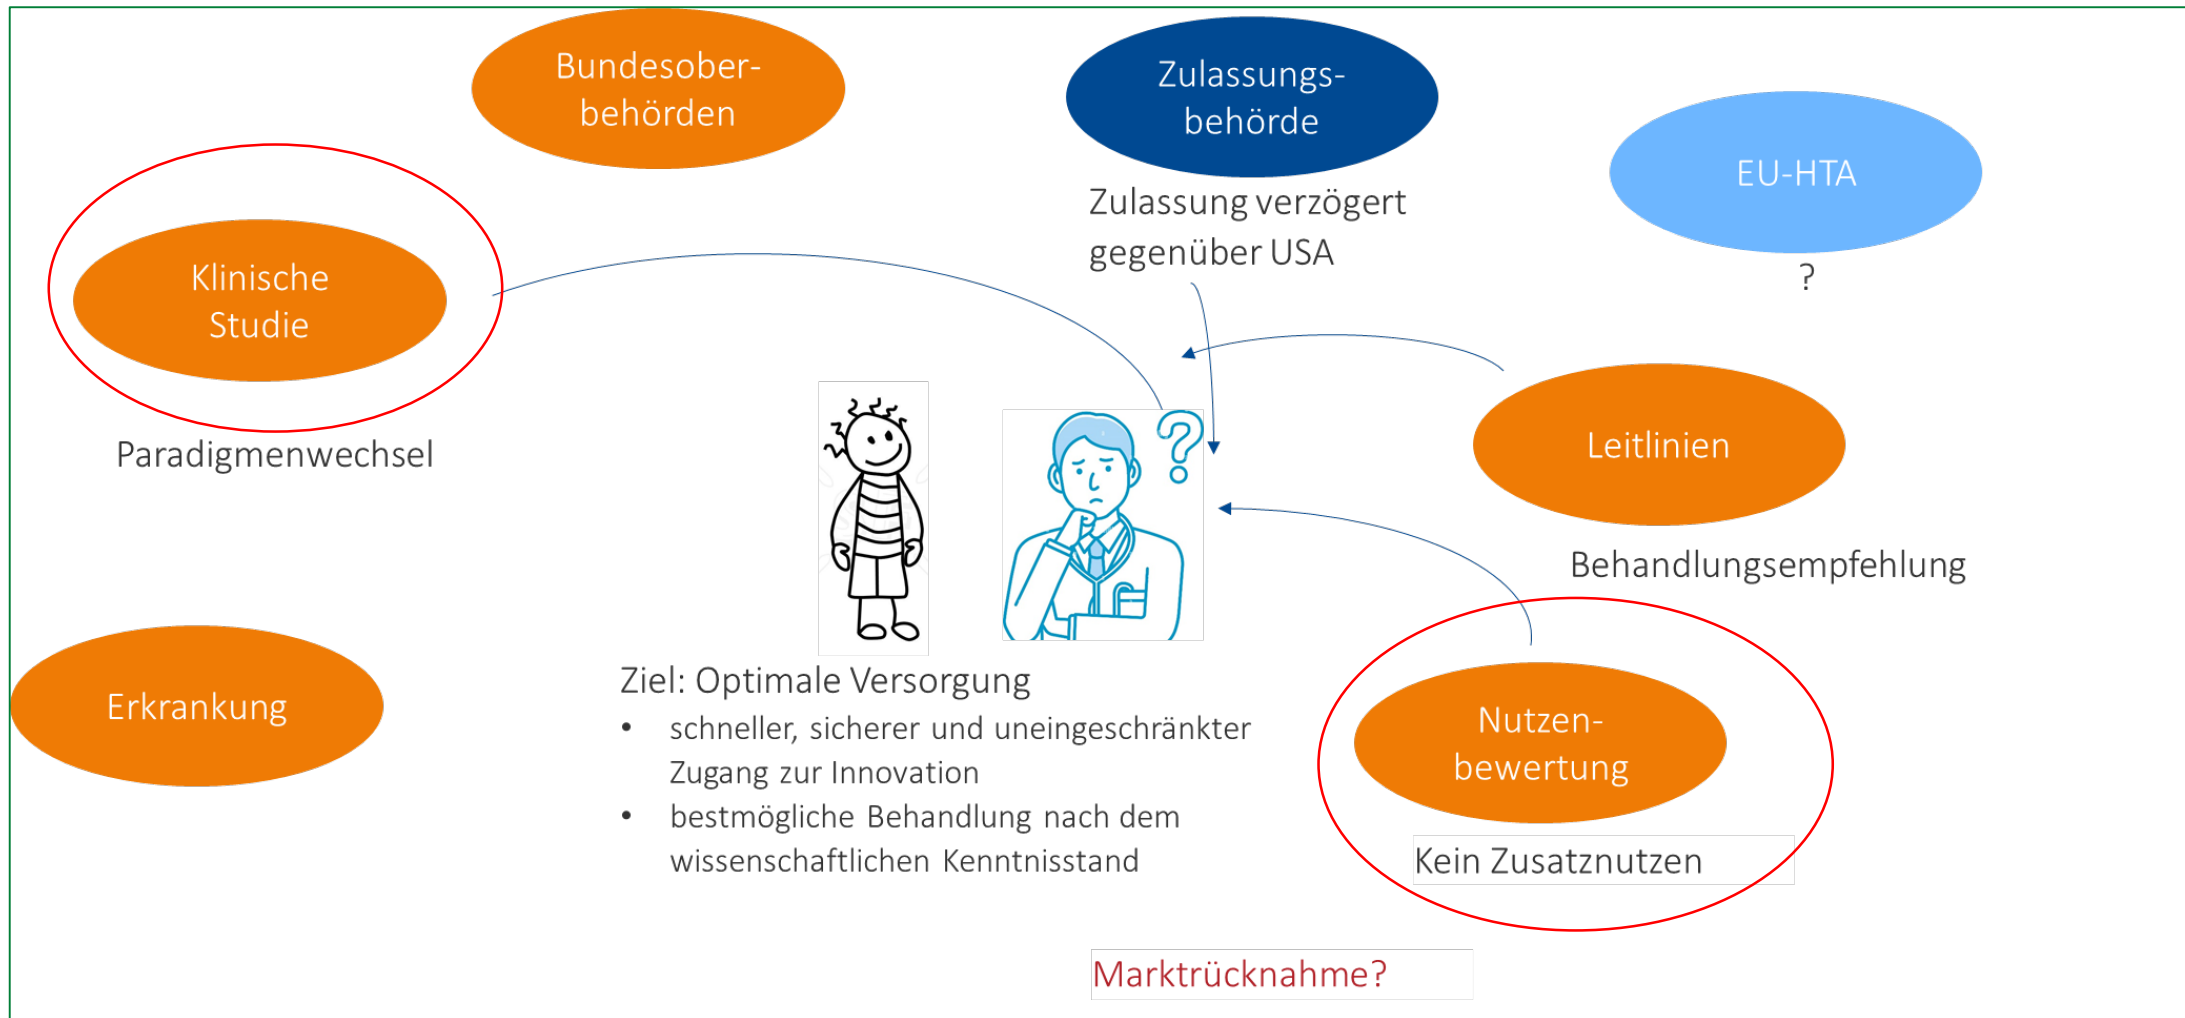 Bundesober-
behörden
Zulassungs-
behörde
Zulassung verzögert
gegenüber USA
EU-HTA
?
Klinische
Studie
Paradigmenwechsel
?
Leitlinien
Behandlungsempfehlung
Erkrankung
Ziel: Optimale Versorgung
• schneller, sicherer und uneingeschränkter
Zugang zur Innovation
• bestmögliche Behandlung nach dem
wissenschaftlichen Kenntnisstand
Nutzen-
bewertung
Kein Zusatznutzen
Marktrücknahme?